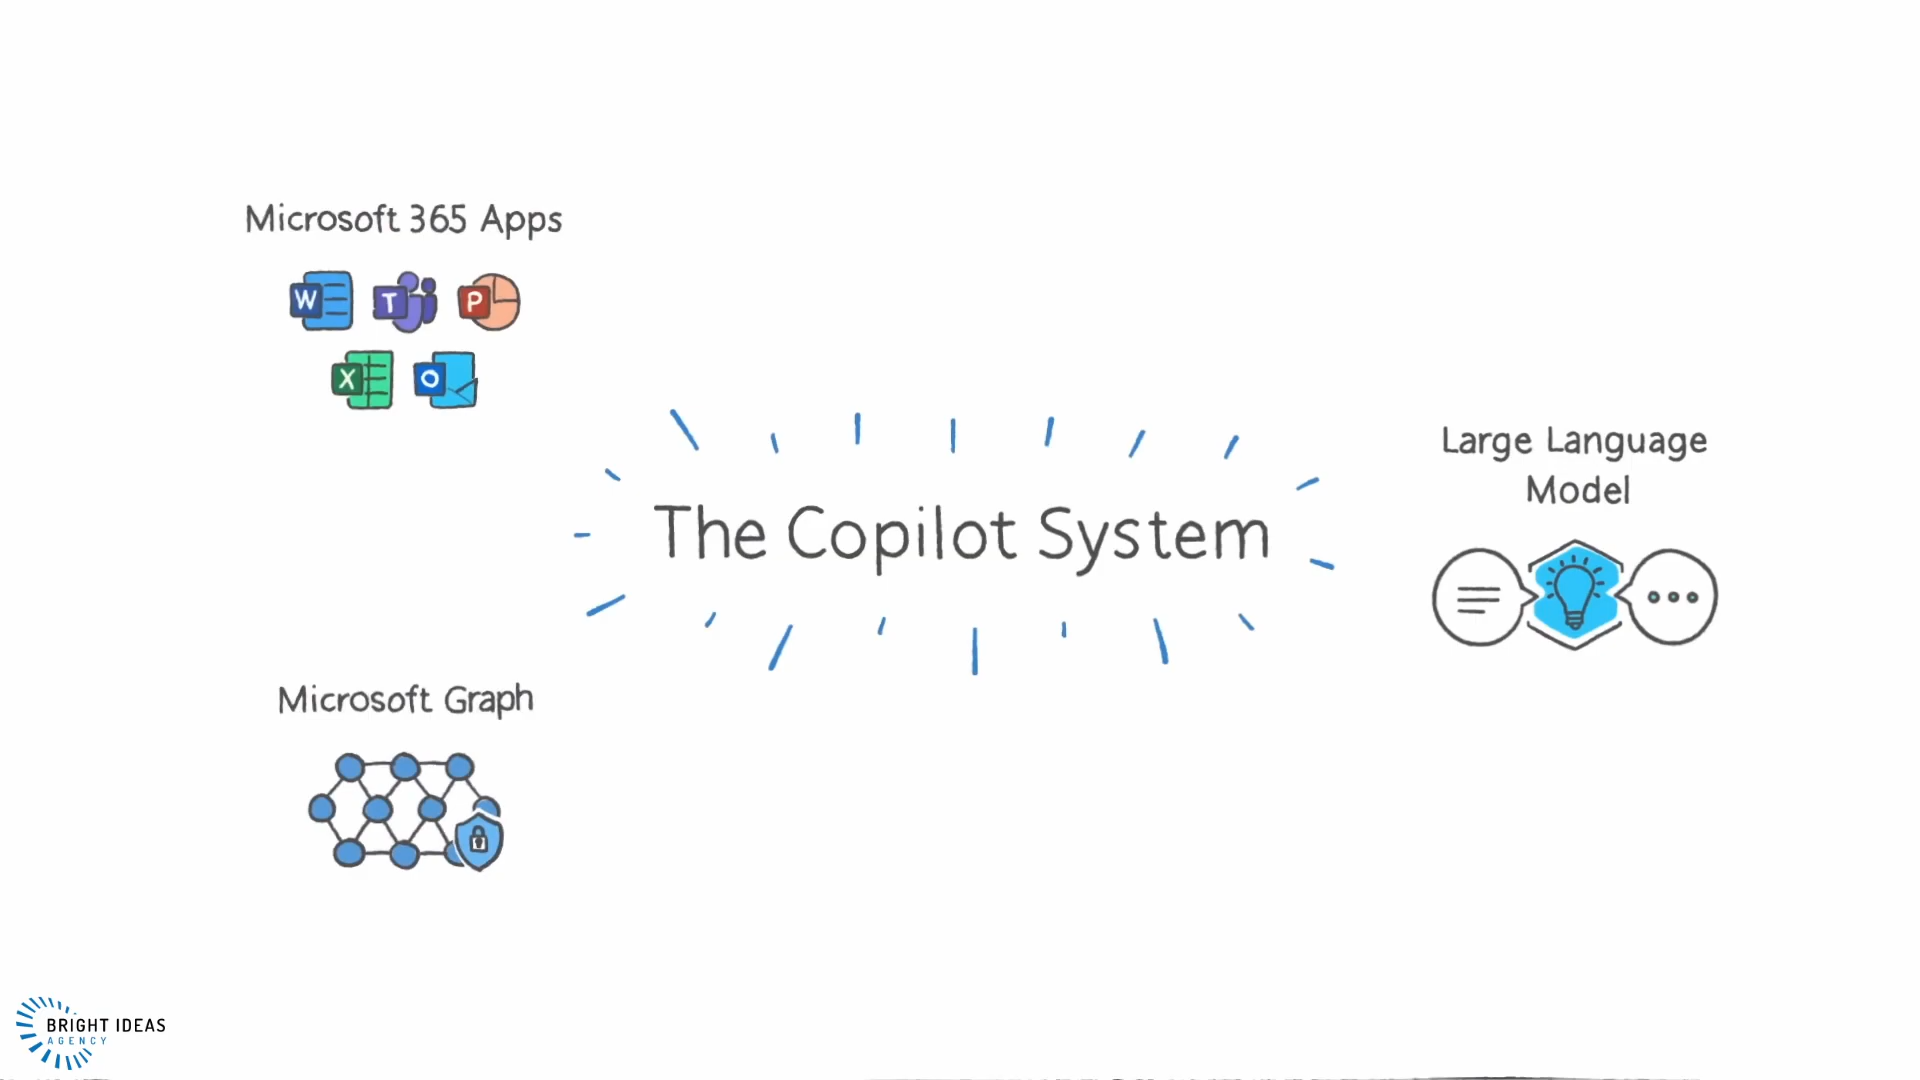 Microsoft 365 Apps
W
T
P
X
O
The Copilot System
Large Language
Model
Microsoft Graph
BRIGHT IDEAS
AGENCY